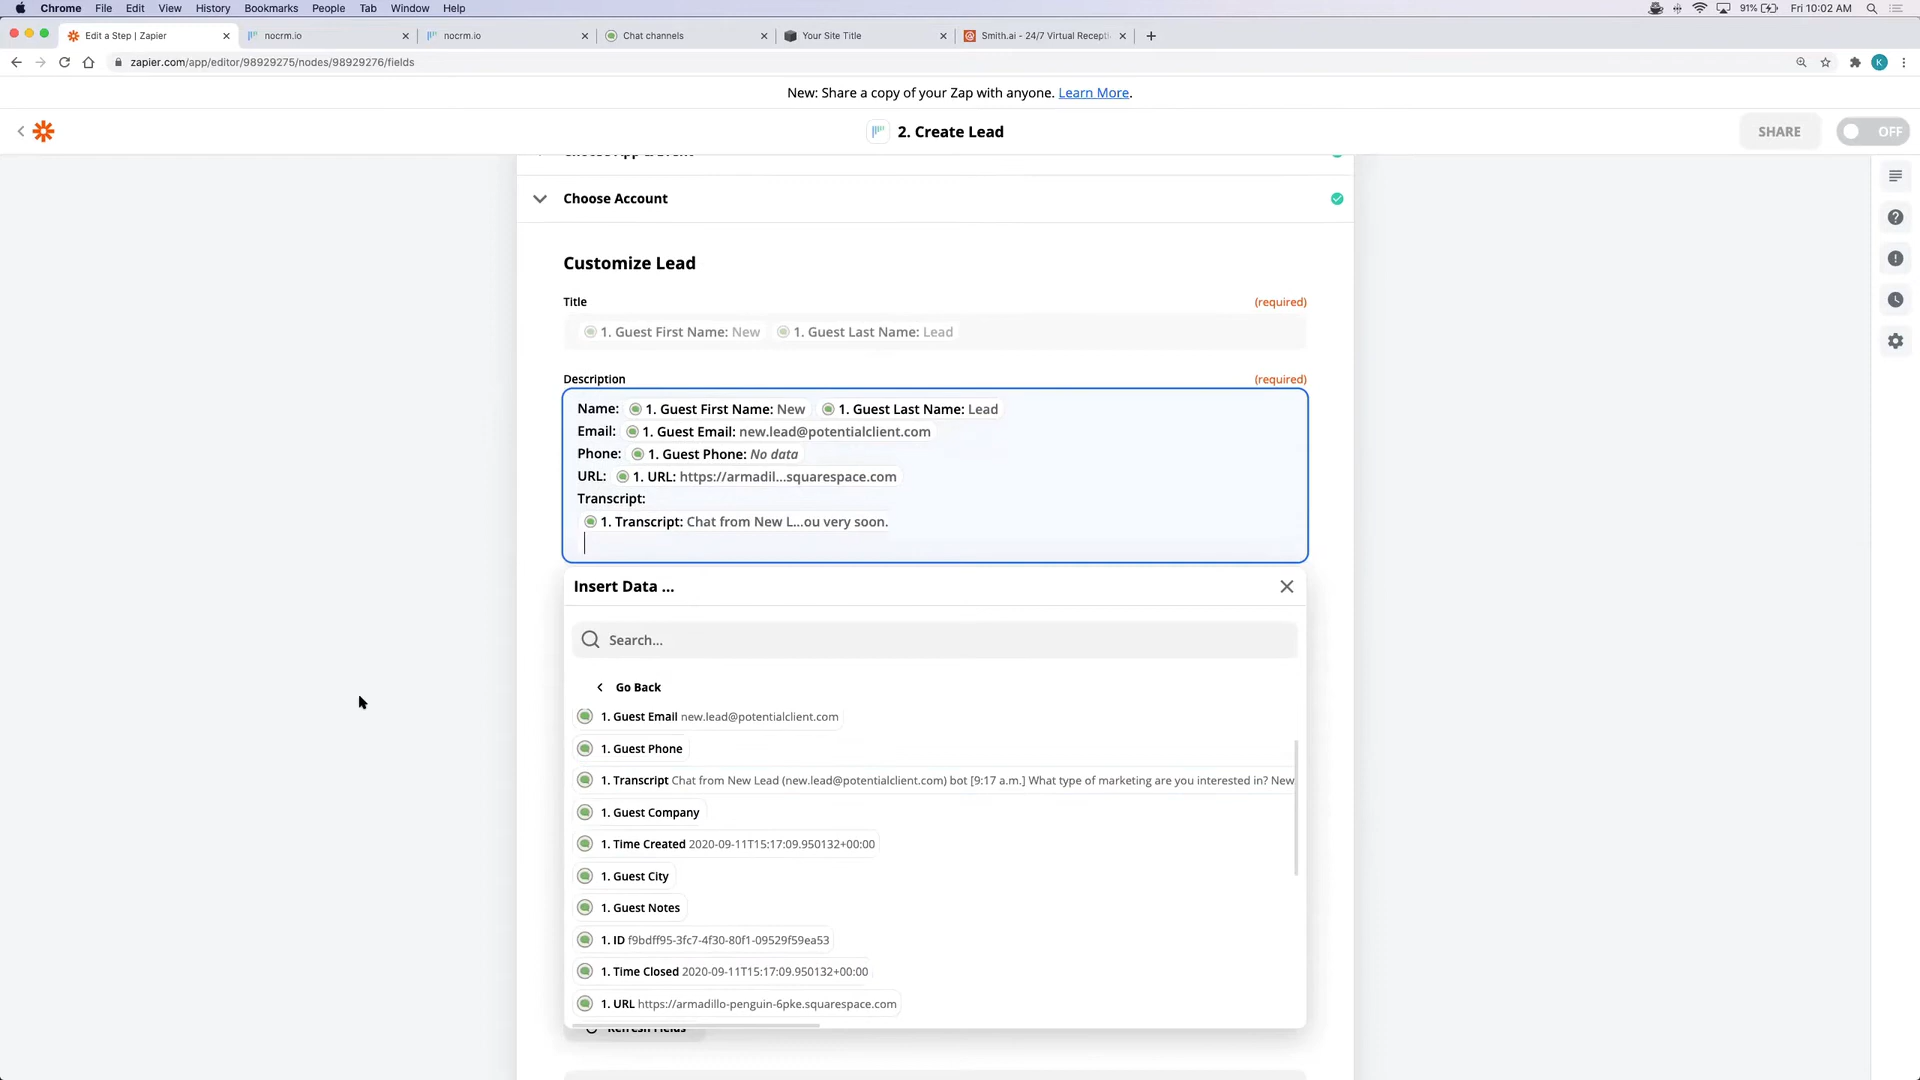 Chrome File Edit View History Bookmarks People Tab Window Help 91% Fri 10:02 AM
Edit a Step | Zapier nocrm.io nocrm.io Chat channels Your Site Title Smith.ai - 24/7 Virtual Recepti
zapier.com/app/editor/98929275/nodes/98929276/fields K
New: Share a copy of your Zap with anyone. Learn More.
2. Create Lead SHARE OFF
Choose Account
Customize Lead
Title (required)
1. Guest First Name: New 1. Guest Last Name: Lead
Description (required)
Name: 1. Guest First Name: New 1. Guest Last Name: Lead
Email: 1. Guest Email: new.lead@potentialclient.com
Phone: 1. Guest Phone: No data
URL: 1. URL: https://armadil...squarespace.com
Transcript:
1. Transcript: Chat from New L...ou very soon.
Insert Data ...
Search...
Go Back
1. Guest Email new.lead@potentialclient.com
1. Guest Phone
1. Transcript Chat from New Lead (new.lead@potentialclient.com) bot [9:17 a.m.] What type of marketing are you interested in? New
1. Guest Company
1. Time Created 2020-09-11T15:17:09.950132+00:00
1. Guest City
1. Guest Notes
1. ID f9bdff95-3fc7-4f30-80f1-09529f59ea53
1. Time Closed 2020-09-11T15:17:09.950132+00:00
1. URL https://armadillo-penguin-6pke.squarespace.com
Refresh Fields